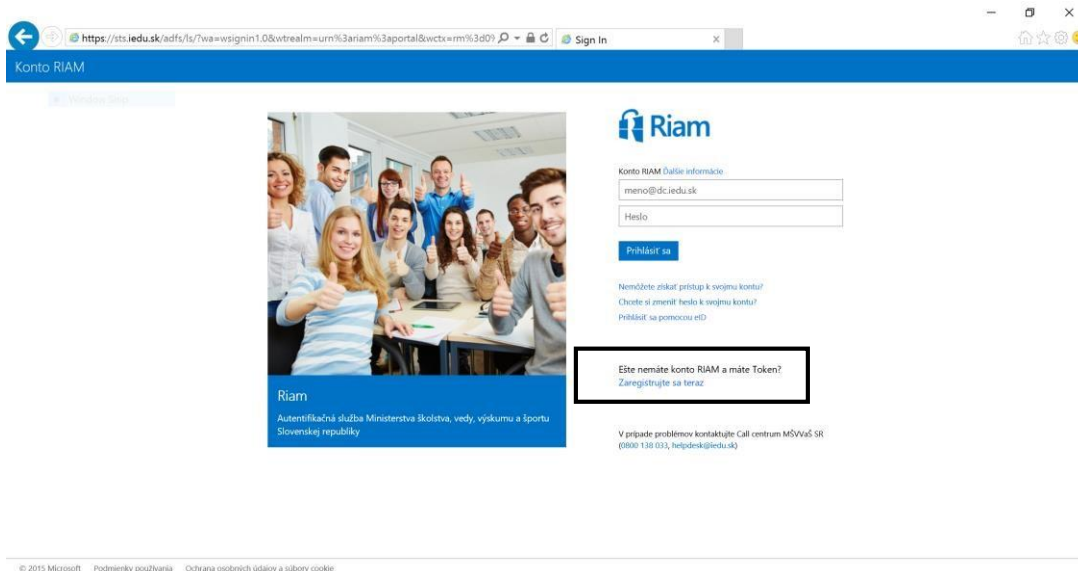 https://sts.iedu.sk/adfs/ls/?wa=wsignin1.0&wtrealm=urn%3ariam%3aportal&wctx=rm%3d0
Sign In
Konto RIAM
Riam
Konto RIAM Ďalšie informácie
meno@dc.iedu.sk
Heslo
Prihlásiť sa
Nemôžete získať prístup k svojmu kontu?
Chcete si zmeniť heslo k svojmu kontu?
Prihlásiť sa pomocou eID
Ešte nemáte konto RIAM a máte Token?
Zaregistrujte sa teraz
Riam
Autentifikačná služba Ministerstva školstva, vedy, výskumu a športu
Slovenskej republiky
V prípade problémov kontaktujte Call centrum MŠVVaŠ SR
(0800 138 033, helpdesk@iedu.sk)
© 2015 Microsoft Podmienky používania Ochrana osobných údajov a súbory cookie